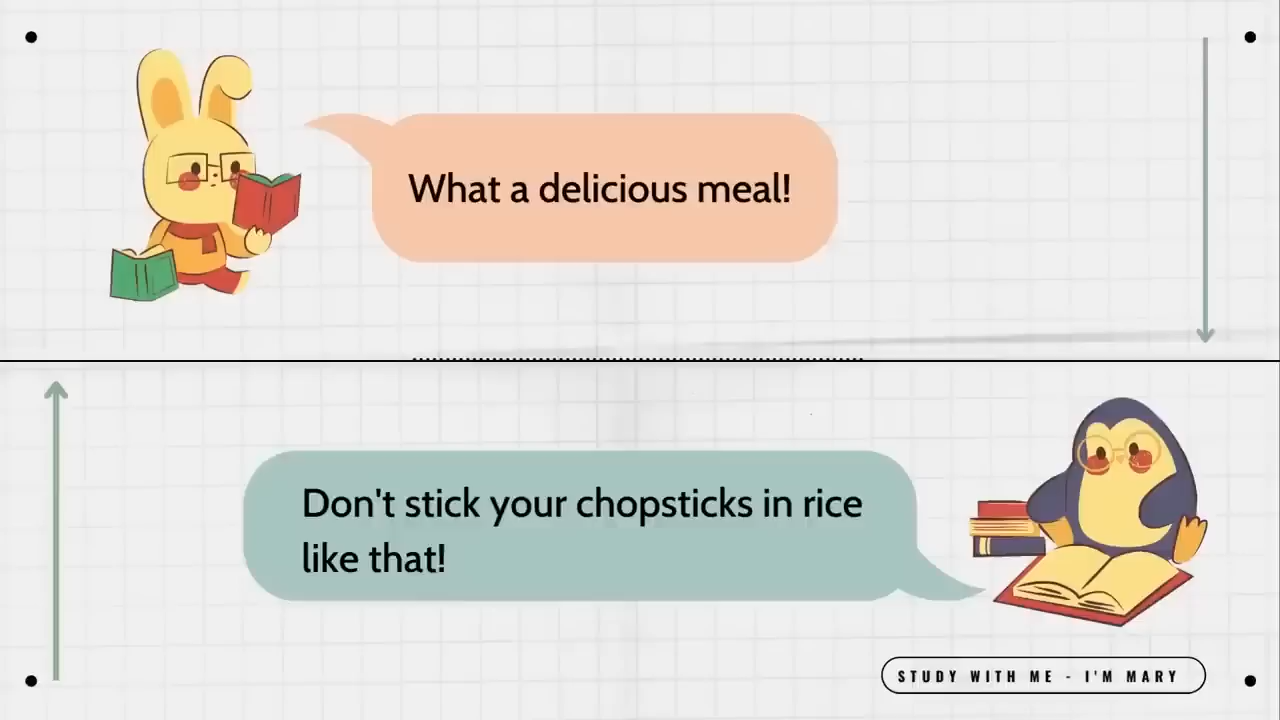 What a delicious meal!
Don't stick your chopsticks in rice
like that!
STUDY WITH ME - I'M MARY